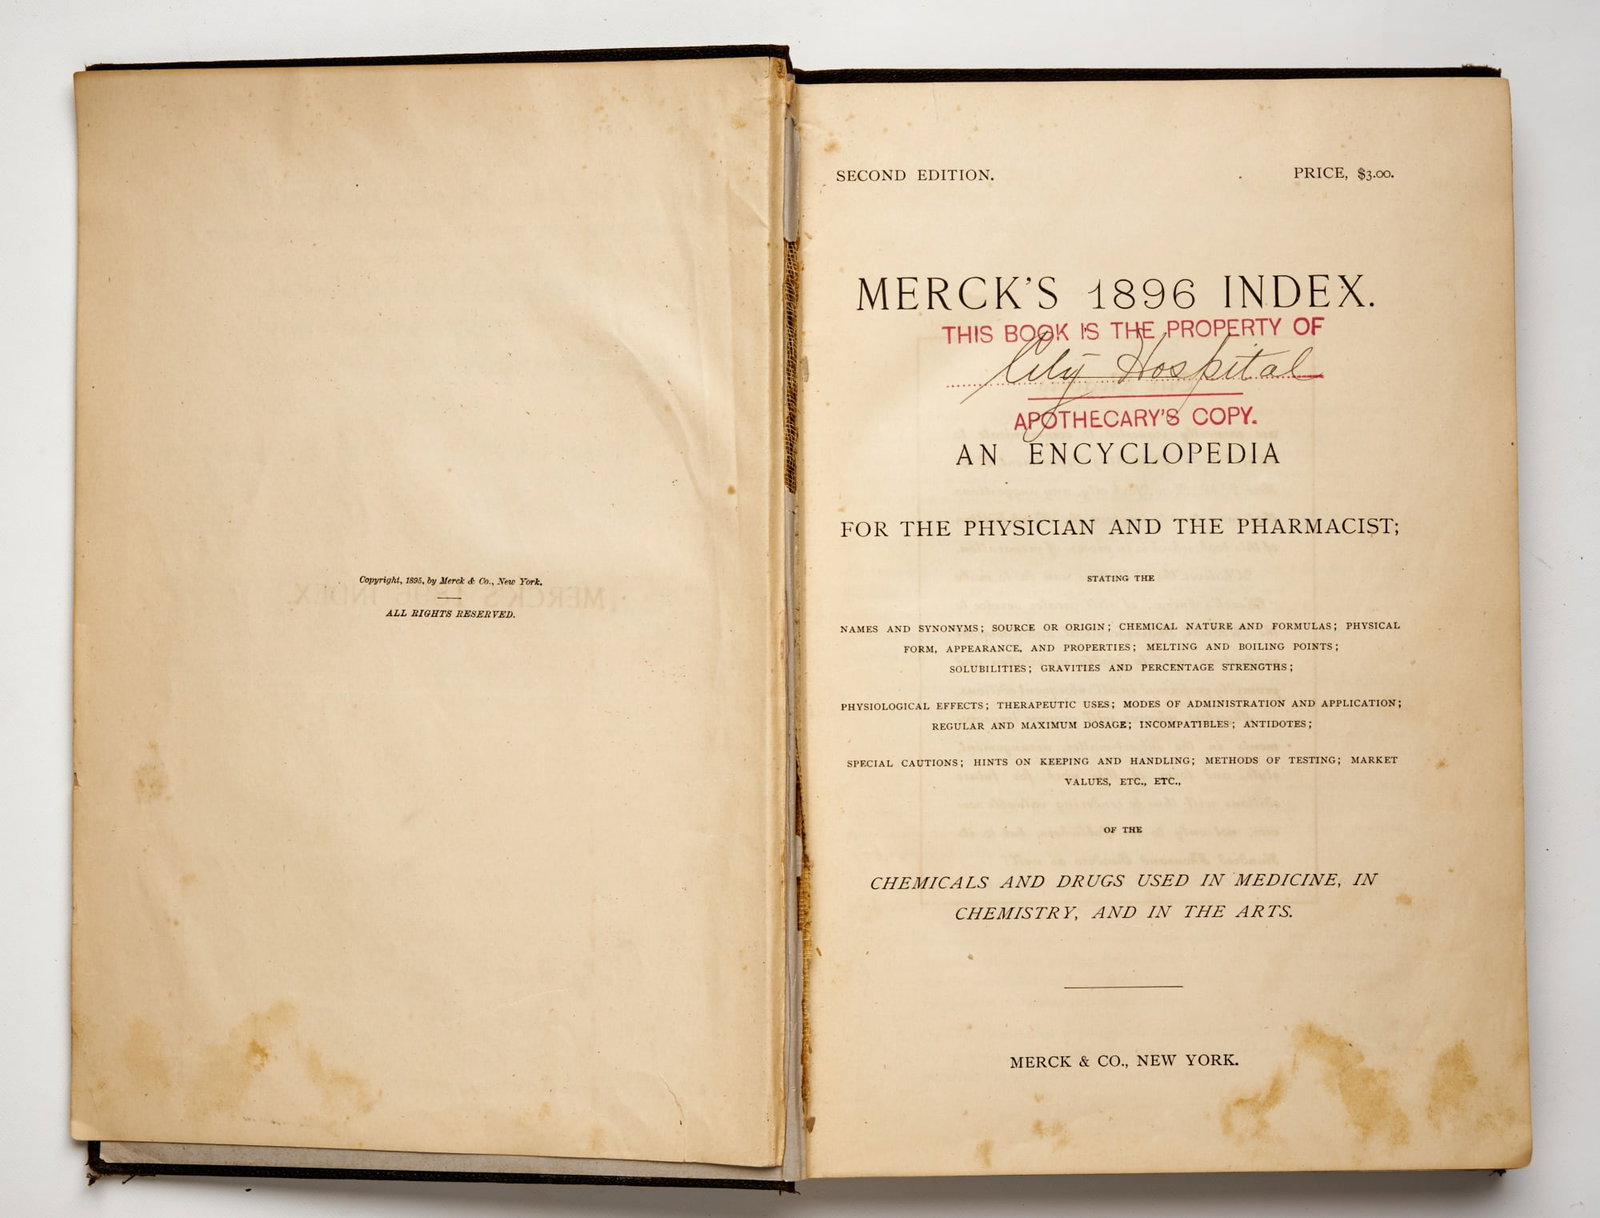 Copyright, 1895, by Merck & Co., New York.
ALL RIGHTS RESERVED.
SECOND EDITION. PRICE, $3.00.
MERCK'S 1896 INDEX.
THIS BOOK IS THE PROPERTY OF
City Hospital
APOTHECARY'S COPY.
AN ENCYCLOPEDIA
FOR THE PHYSICIAN AND THE PHARMACIST;
STATING THE
NAMES AND SYNONYMS; SOURCE OR ORIGIN; CHEMICAL NATURE AND FORMULAS; PHYSICAL
FORM, APPEARANCE, AND PROPERTIES; MELTING AND BOILING POINTS;
SOLUBILITIES; GRAVITIES AND PERCENTAGE STRENGTHS;
PHYSIOLOGICAL EFFECTS; THERAPEUTIC USES; MODES OF ADMINISTRATION AND APPLICATION;
REGULAR AND MAXIMUM DOSAGE; INCOMPATIBLES; ANTIDOTES;
SPECIAL CAUTIONS; HINTS ON KEEPING AND HANDLING; METHODS OF TESTING; MARKET
VALUES, ETC., ETC.,
OF THE
CHEMICALS AND DRUGS USED IN MEDICINE, IN
CHEMISTRY, AND IN THE ARTS.
MERCK & CO., NEW YORK.